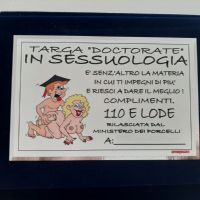 TARGA "DOCTORATE"
IN SESSUOLOGIA
E' SENZ'ALTRO LA MATERIA
IN CUI TI IMPEGNI DI PIU'
E RIESCI A DARE IL MEGLIO !
COMPLIMENTI.
110 E LODE
RILASCIATA DAL
MINISTERO DEI PORCELLI
A: